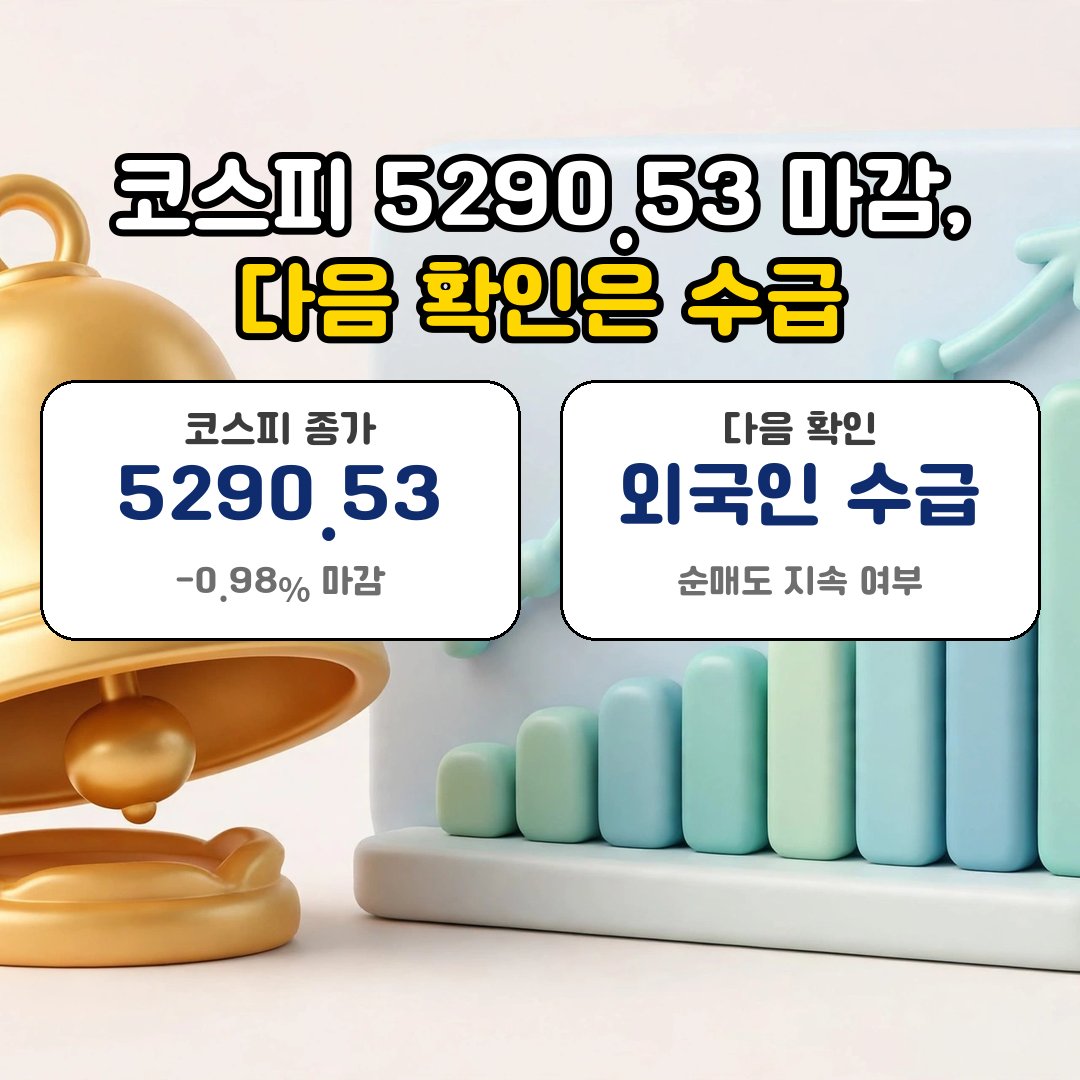 코스피 5290.53 마감,
다음 확인은 수급
코스피 종가
5290.53
-0.98% 마감
다음 확인
외국인 수급
순매도 지속 여부